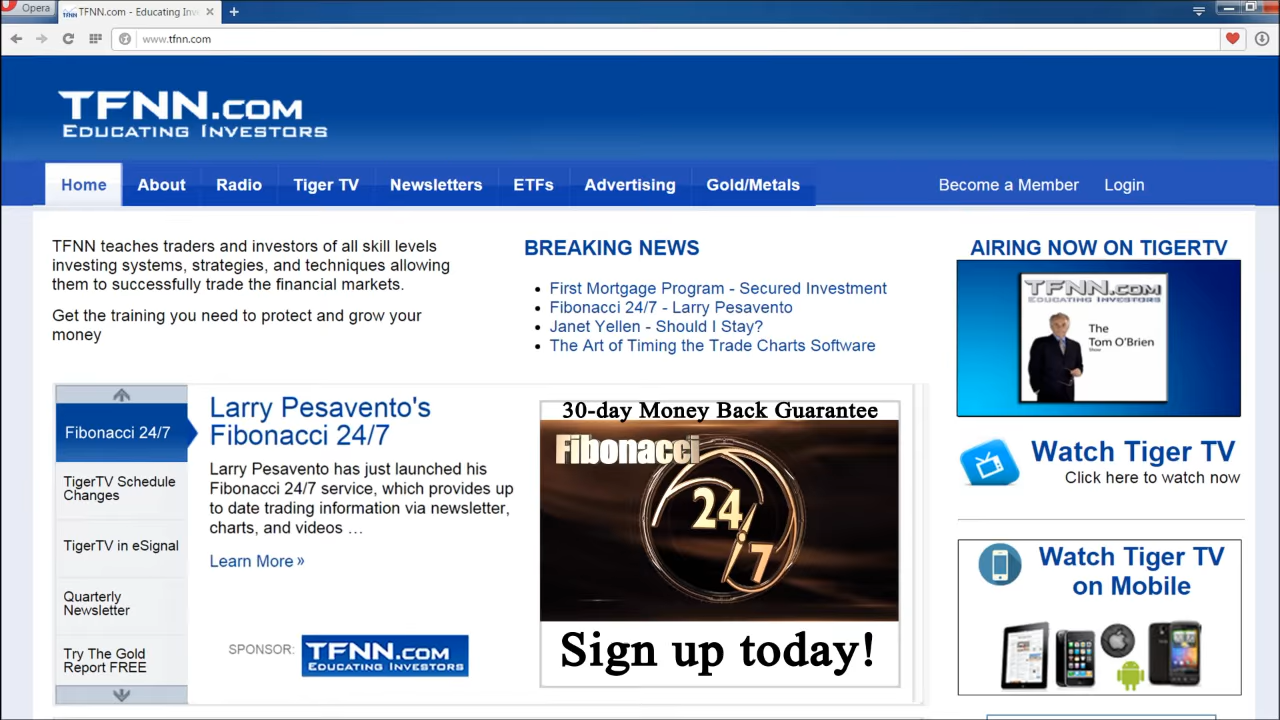 Opera
TFNN.com - Educating Inv
www.tfnn.com
TFNN.COM
EDUCATING INVESTORS
Home
About
Radio
Tiger TV
Newsletters
ETFs
Advertising
Gold/Metals
Become a Member
Login
TFNN teaches traders and investors of all skill levels
investing systems, strategies, and techniques allowing
them to successfully trade the financial markets.
Get the training you need to protect and grow your
money
BREAKING NEWS
First Mortgage Program - Secured Investment
Fibonacci 24/7 - Larry Pesavento
Janet Yellen - Should I Stay?
The Art of Timing the Trade Charts Software
AIRING NOW ON TIGERTV
TFNN.COM
EDUCATING INVESTORS
The
Tom O'Brien
Show
Watch Tiger TV
Click here to watch now
Watch Tiger TV
on Mobile
Fibonacci 24/7
TigerTV Schedule
Changes
TigerTV in eSignal
Quarterly
Newsletter
Try The Gold
Report FREE
Larry Pesavento's
Fibonacci 24/7
Larry Pesavento has just launched his
Fibonacci 24/7 service, which provides up
to date trading information via newsletter,
charts, and videos …
Learn More »
SPONSOR:
TFNN.COM
EDUCATING INVESTORS
30-day Money Back Guarantee
Fibonacci
24
7
Sign up today!